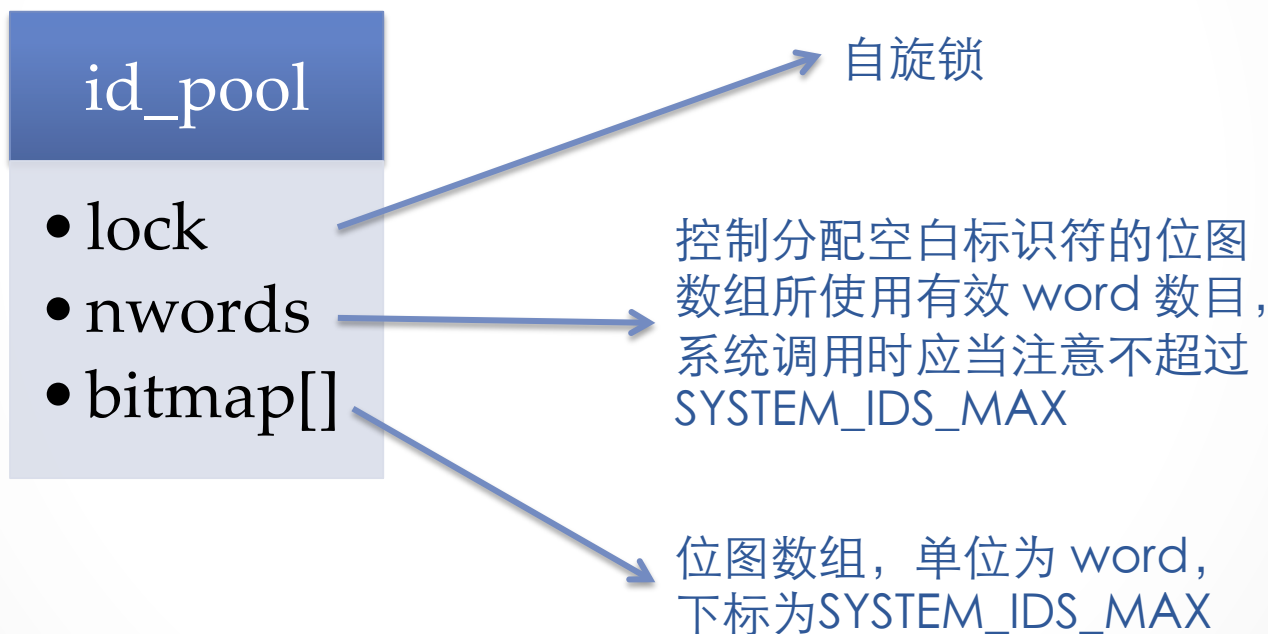 id_pool
• lock
• nwords
• bitmap[]
自旋锁
控制分配空白标识符的位图
数组所使用有效 word 数目，
系统调用时应当注意不超过
SYSTEM_IDS_MAX
位图数组，单位为 word，
下标为SYSTEM_IDS_MAX